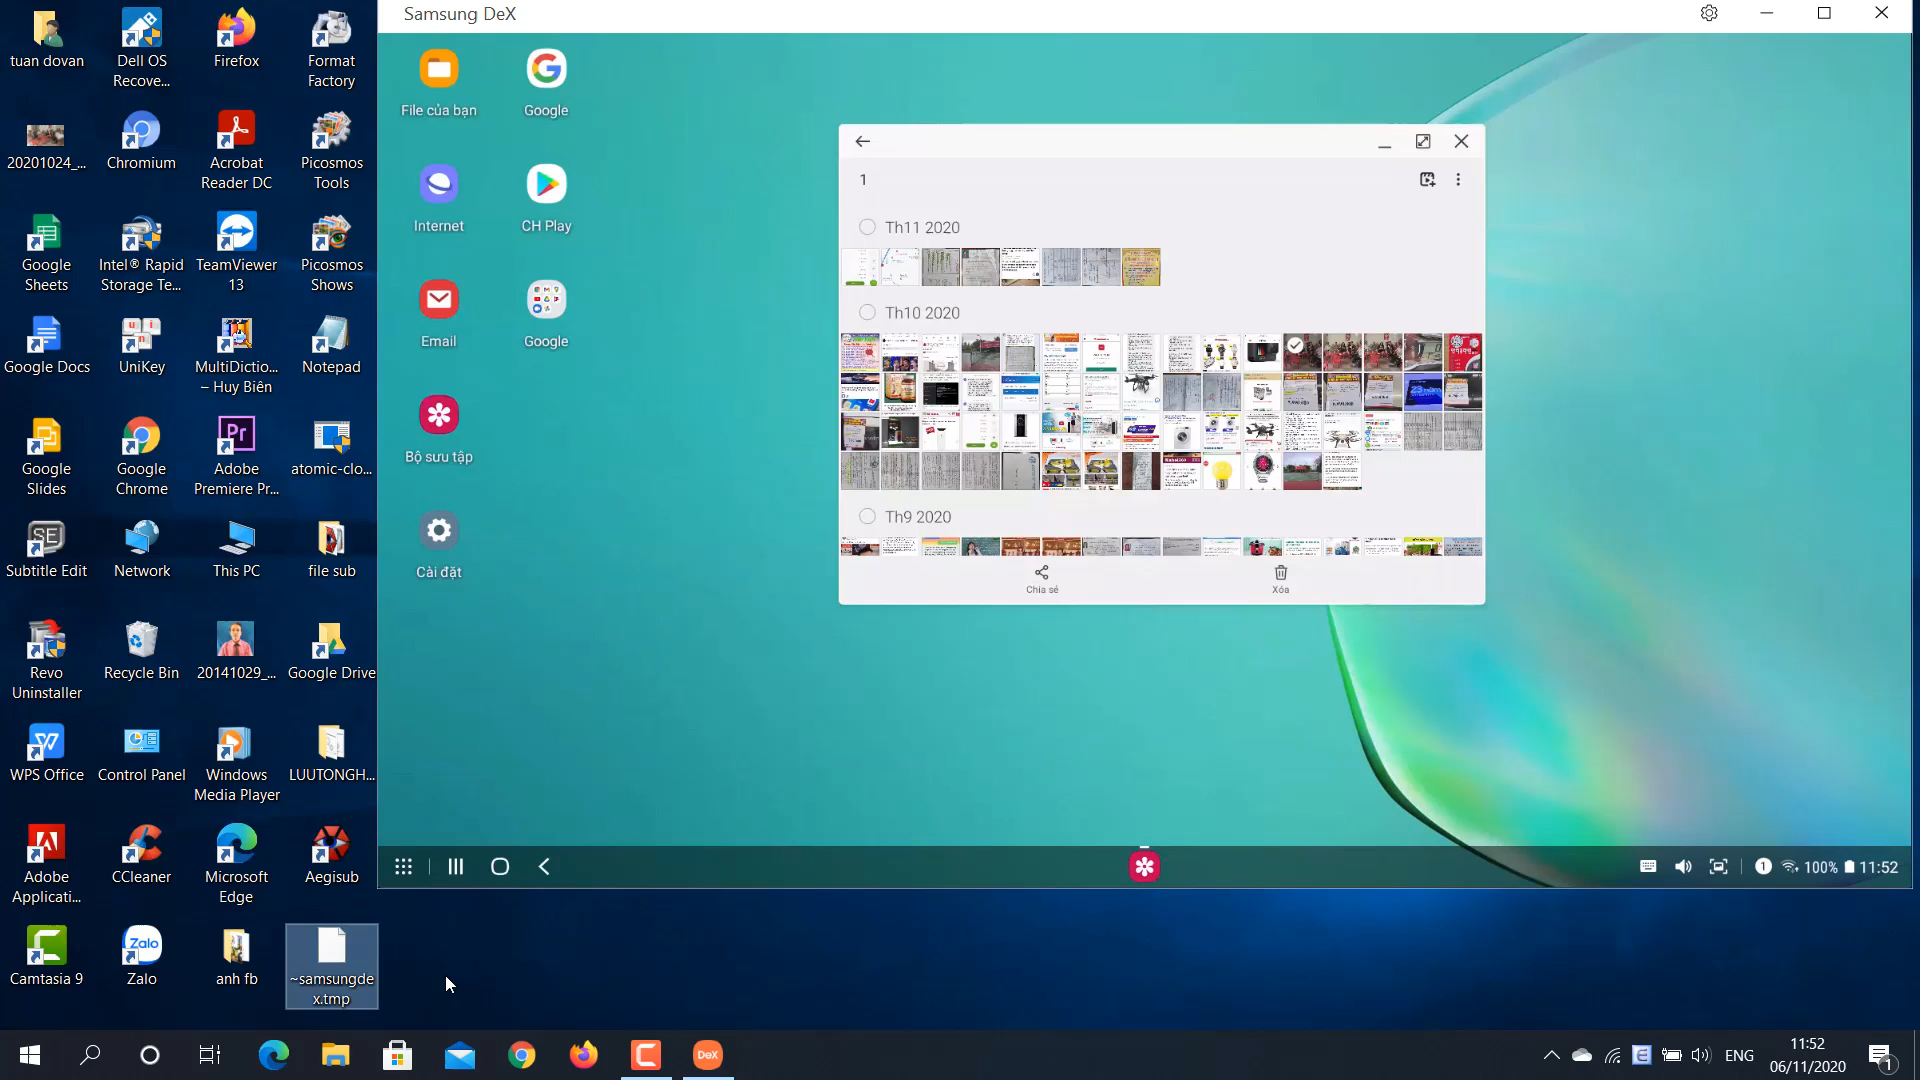 tuan dovan
Dell OS
Recove...
Firefox
Format
Factory
20201024_...
Chromium
Acrobat
Reader DC
Picosmos
Tools
Google
Sheets
Intel® Rapid
Storage Te...
TeamViewer
13
Picosmos
Shows
Google Docs
UniKey
MultiDictio...
– Huy Biên
Notepad
Google
Slides
Google
Chrome
Adobe
Premiere Pr...
atomic-clo...
Subtitle Edit
Network
This PC
file sub
Revo
Uninstaller
Recycle Bin
20141029_...
Google Drive
WPS Office
Control Panel
Windows
Media Player
LUUTONGH...
Adobe
Applicati...
CCleaner
Microsoft
Edge
Aegisub
Camtasia 9
Zalo
Zalo
anh fb
~samsungde
x.tmp
Samsung DeX
File của bạn
Google
Internet
CH Play
Email
Google
Bộ sưu tập
Cài đặt
1
Th11 2020
Th10 2020
Th9 2020
Chia sẻ
Xóa
1
100%
11:52
DeX
ENG
11:52
06/11/2020
1